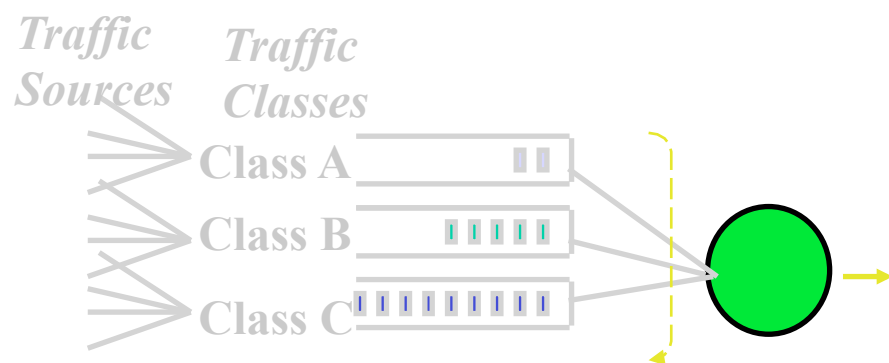 Traffic
Sources
Traffic
Classes
Class A
Class B
Class C